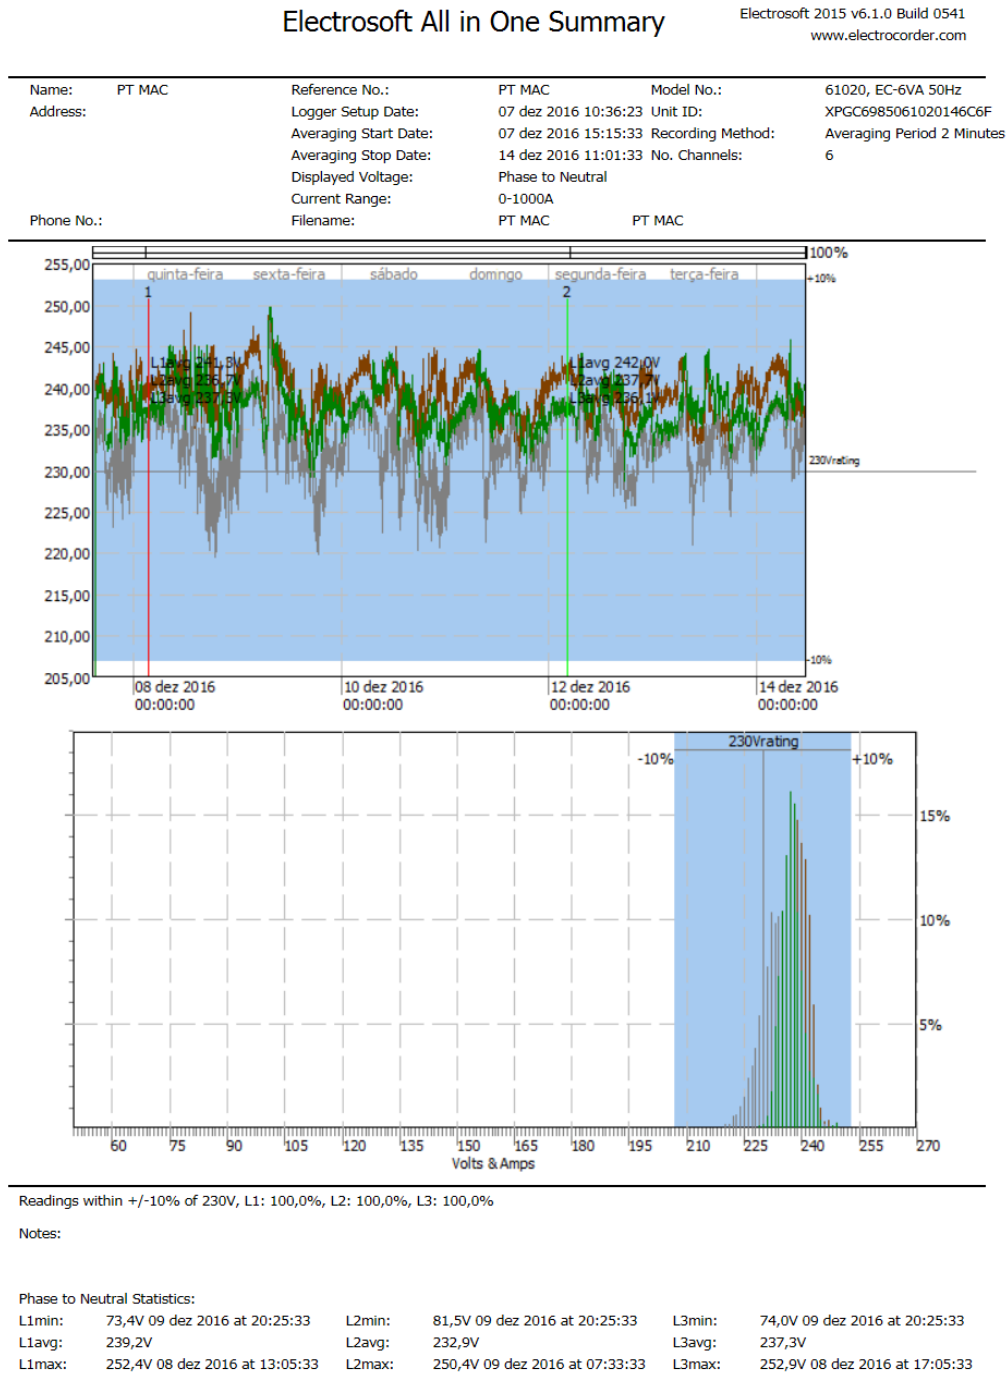 Electrosoft All in One Summary
Electrosoft 2015 v6.1.0 Build 0541
www.electrocorder.com
Name: PT MAC Reference No.: PT MAC Model No.: 61020, EC-6VA 50Hz
Address: Logger Setup Date: 07 dez 2016 10:36:23 Unit ID: XPGC6985061020146C6F
Averaging Start Date: 07 dez 2016 15:15:33 Recording Method: Averaging Period 2 Minutes
Averaging Stop Date: 14 dez 2016 11:01:33 No. Channels: 6
Displayed Voltage: Phase to Neutral
Current Range: 0-1000A
Phone No.: Filename: PT MAC PT MAC
100%
255,00 quinta-feira sexta-feira sábado domngo segunda-feira terça-feira +10%
1 2
250,00
245,00
L1avg 241,3V L1avg 242,0V
L2avg 236,7V L2avg 237,7V
240,00
L3avg 237,3V L3avg 236,1V
235,00
230Vrating
230,00
225,00
220,00
215,00
210,00
-10%
205,00
08 dez 2016 10 dez 2016 12 dez 2016 14 dez 2016
00:00:00 00:00:00 00:00:00 00:00:00
230Vrating
-10% +10%
15%
10%
5%
60 75 90 105 120 135 150 165 180 195 210 225 240 255 270
Volts & Amps
Readings within +/-10% of 230V, L1: 100,0%, L2: 100,0%, L3: 100,0%
Notes:
Phase to Neutral Statistics:
L1min: 73,4V 09 dez 2016 at 20:25:33 L2min: 81,5V 09 dez 2016 at 20:25:33 L3min: 74,0V 09 dez 2016 at 20:25:33
L1avg: 239,2V L2avg: 232,9V L3avg: 237,3V
L1max: 252,4V 08 dez 2016 at 13:05:33 L2max: 250,4V 09 dez 2016 at 07:33:33 L3max: 252,9V 08 dez 2016 at 17:05:33